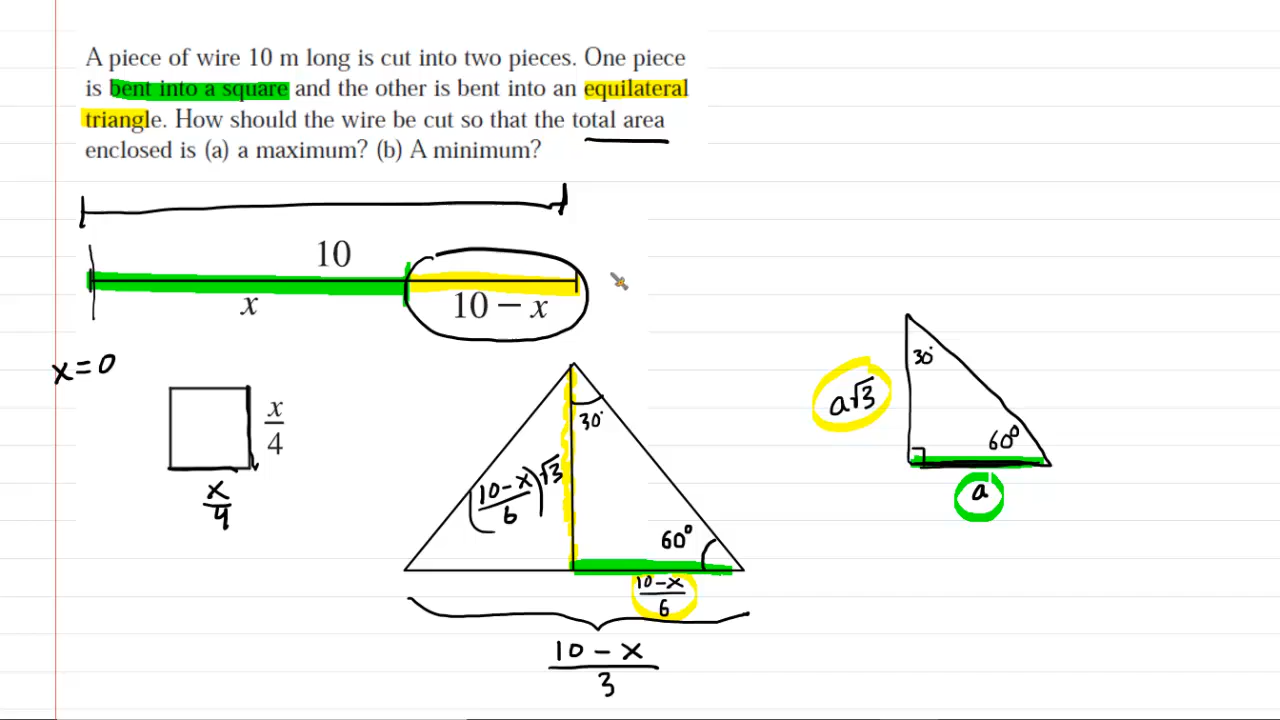 A piece of wire 10 m long is cut into two pieces. One piece
is bent into a square and the other is bent into an equilateral
triangle. How should the wire be cut so that the total area
enclosed is (a) a maximum? (b) A minimum?
10
x
10 − x
x = 0
x/4
x/4
30°
(10-x/6)√3
60°
10-x/6
10 - x/3
30°
a√3
60°
a